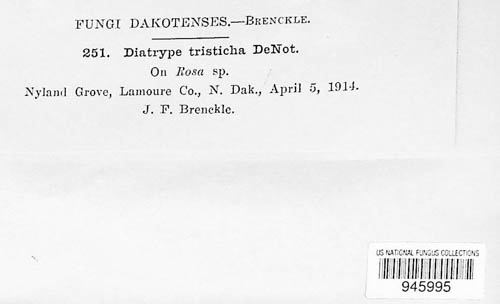 FUNGI DAKOTENSES.—BRENCKLE.
251. Diatrype tristicha DeNot.
On Rosa sp.
Nyland Grove, Lamoure Co., N. Dak., April 5, 1914.
J. F. Brenckle.
US NATIONAL FUNGUS COLLECTIONS
945995